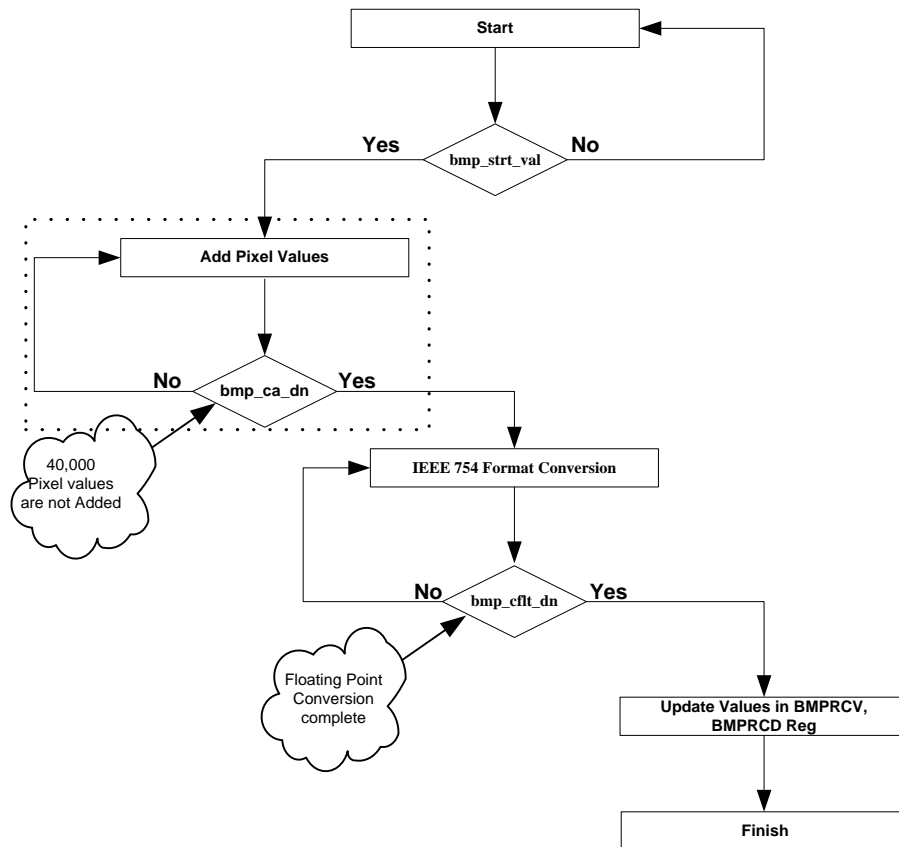 Start
Yes
bmp_strt_val
No
Add Pixel Values
No
bmp_ca_dn
Yes
40,000
Pixel values
are not Added
IEEE 754 Format Conversion
No
bmp_cflt_dn
Yes
Floating Point
Conversion
complete
Update Values in BMPRCV,
BMPRCD Reg
Finish